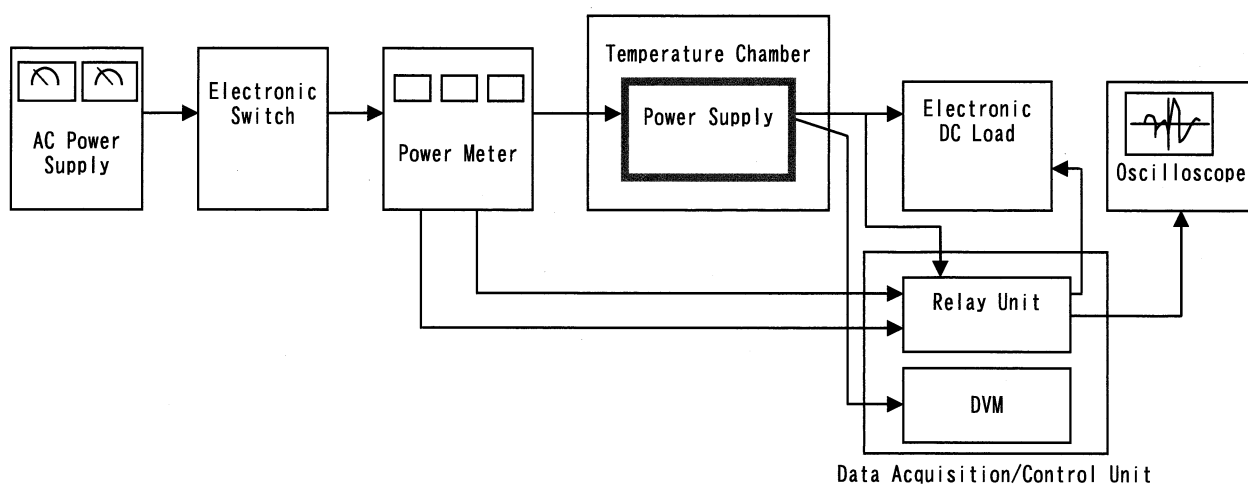 AC Power
Supply
Electronic
Switch
Power Meter
Temperature Chamber
Power Supply
Electronic
DC Load
Oscilloscope
Relay Unit
DVM
Data Acquisition/Control Unit